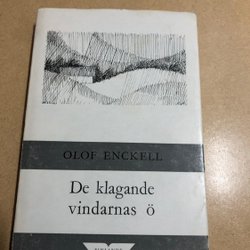 OLOF ENCKELL
De klagande
vindarnas ö